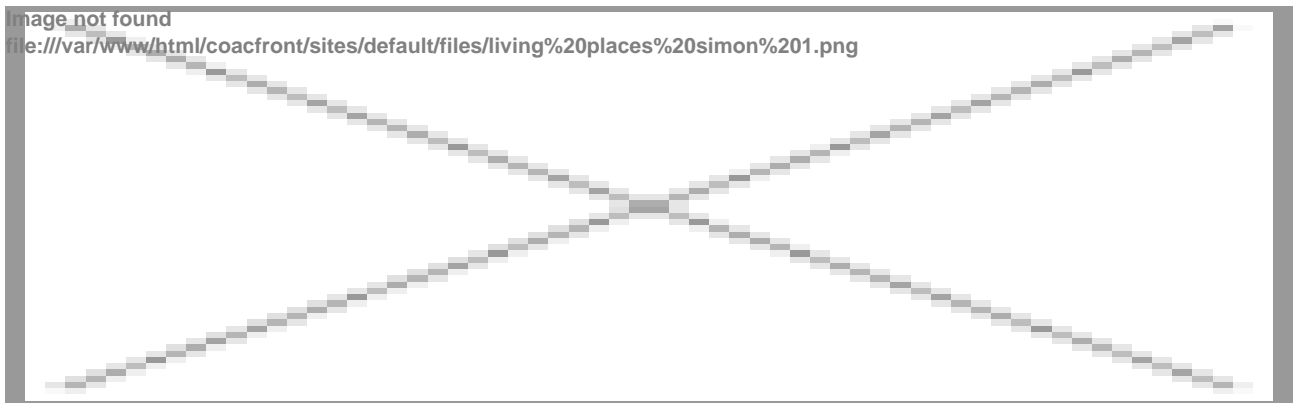 Image not found
file:///var/www/html/coacfront/sites/default/files/living%20places%20simon%201.png